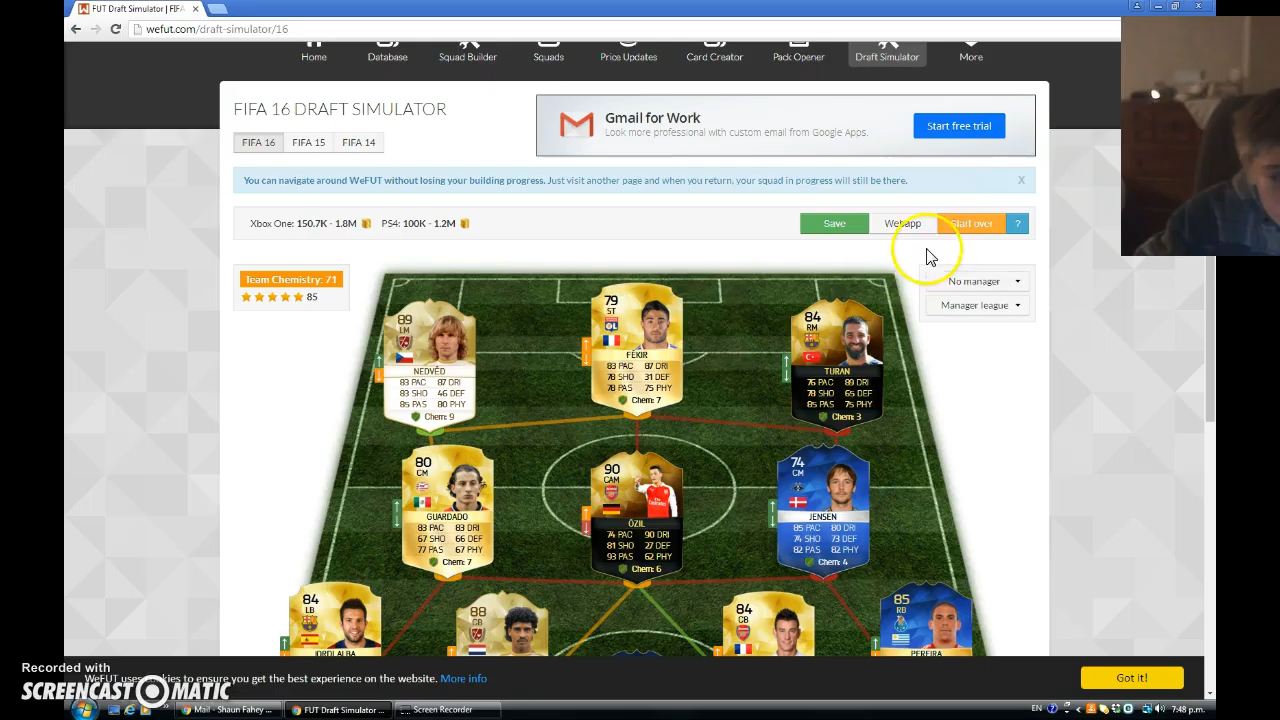 FUT Draft Simulator | FIFA
wefut.com/draft-simulator/16
Home Database Squad Builder Squads Price Updates Card Creator Pack Opener Draft Simulator More
FIFA 16 DRAFT SIMULATOR
Gmail for Work
Look more professional with custom email from Google Apps.
Start free trial
FIFA 16 FIFA 15 FIFA 14
You can navigate around WeFUT without losing your building progress. Just visit another page and when you return, your squad in progress will still be there. x
Xbox One: 150.7K - 1.8M PS4: 100K - 1.2M
Save Webapp Start over ?
Team Chemistry: 71
85
No manager
Manager league
89
LM
NEDVĚD
83 PAC 87 DRI
83 SHO 46 DEF
85 PAS 80 PHY
Chem: 9
79
ST
FEKIR
83 PAC 87 DRI
78 SHO 31 DEF
78 PAS 75 PHY
Chem: 7
84
RM
TURAN
76 PAC 89 DRI
78 SHO 65 DEF
85 PAS 75 PHY
Chem: 3
80
CM
GUARDADO
83 PAC 83 DRI
67 SHO 66 DEF
77 PAS 67 PHY
Chem: 7
90
CAM
ÖZIL
74 PAC 90 DRI
81 SHO 27 DEF
93 PAS 62 PHY
Chem: 6
74
CM
JENSEN
85 PAC 80 DRI
74 SHO 73 DEF
82 PAS 82 PHY
Chem: 4
84
LB
JORDI ALBA
88
CB
84
CB
85
RB
PEREIRA
Recorded with
SCREENCAST MATIC
WeFUT uses cookies to ensure you get the best experience on the website. More info
Got it!
Mail - Shaun Fahey ...
FUT Draft Simulator ...
Screen Recorder
EN
7:48 p.m.